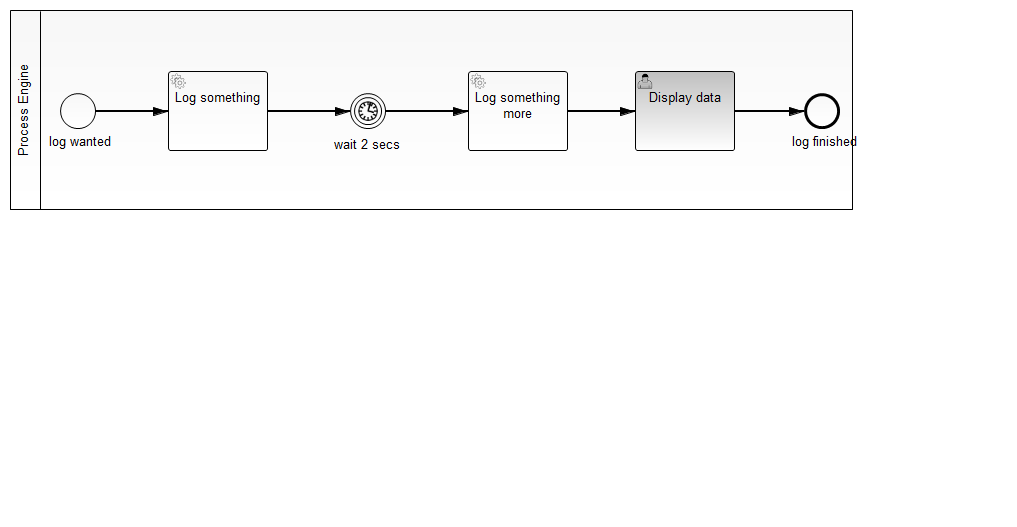 Process Engine
log wanted
Log something
wait 2 secs
Log something
more
Display data
log finished